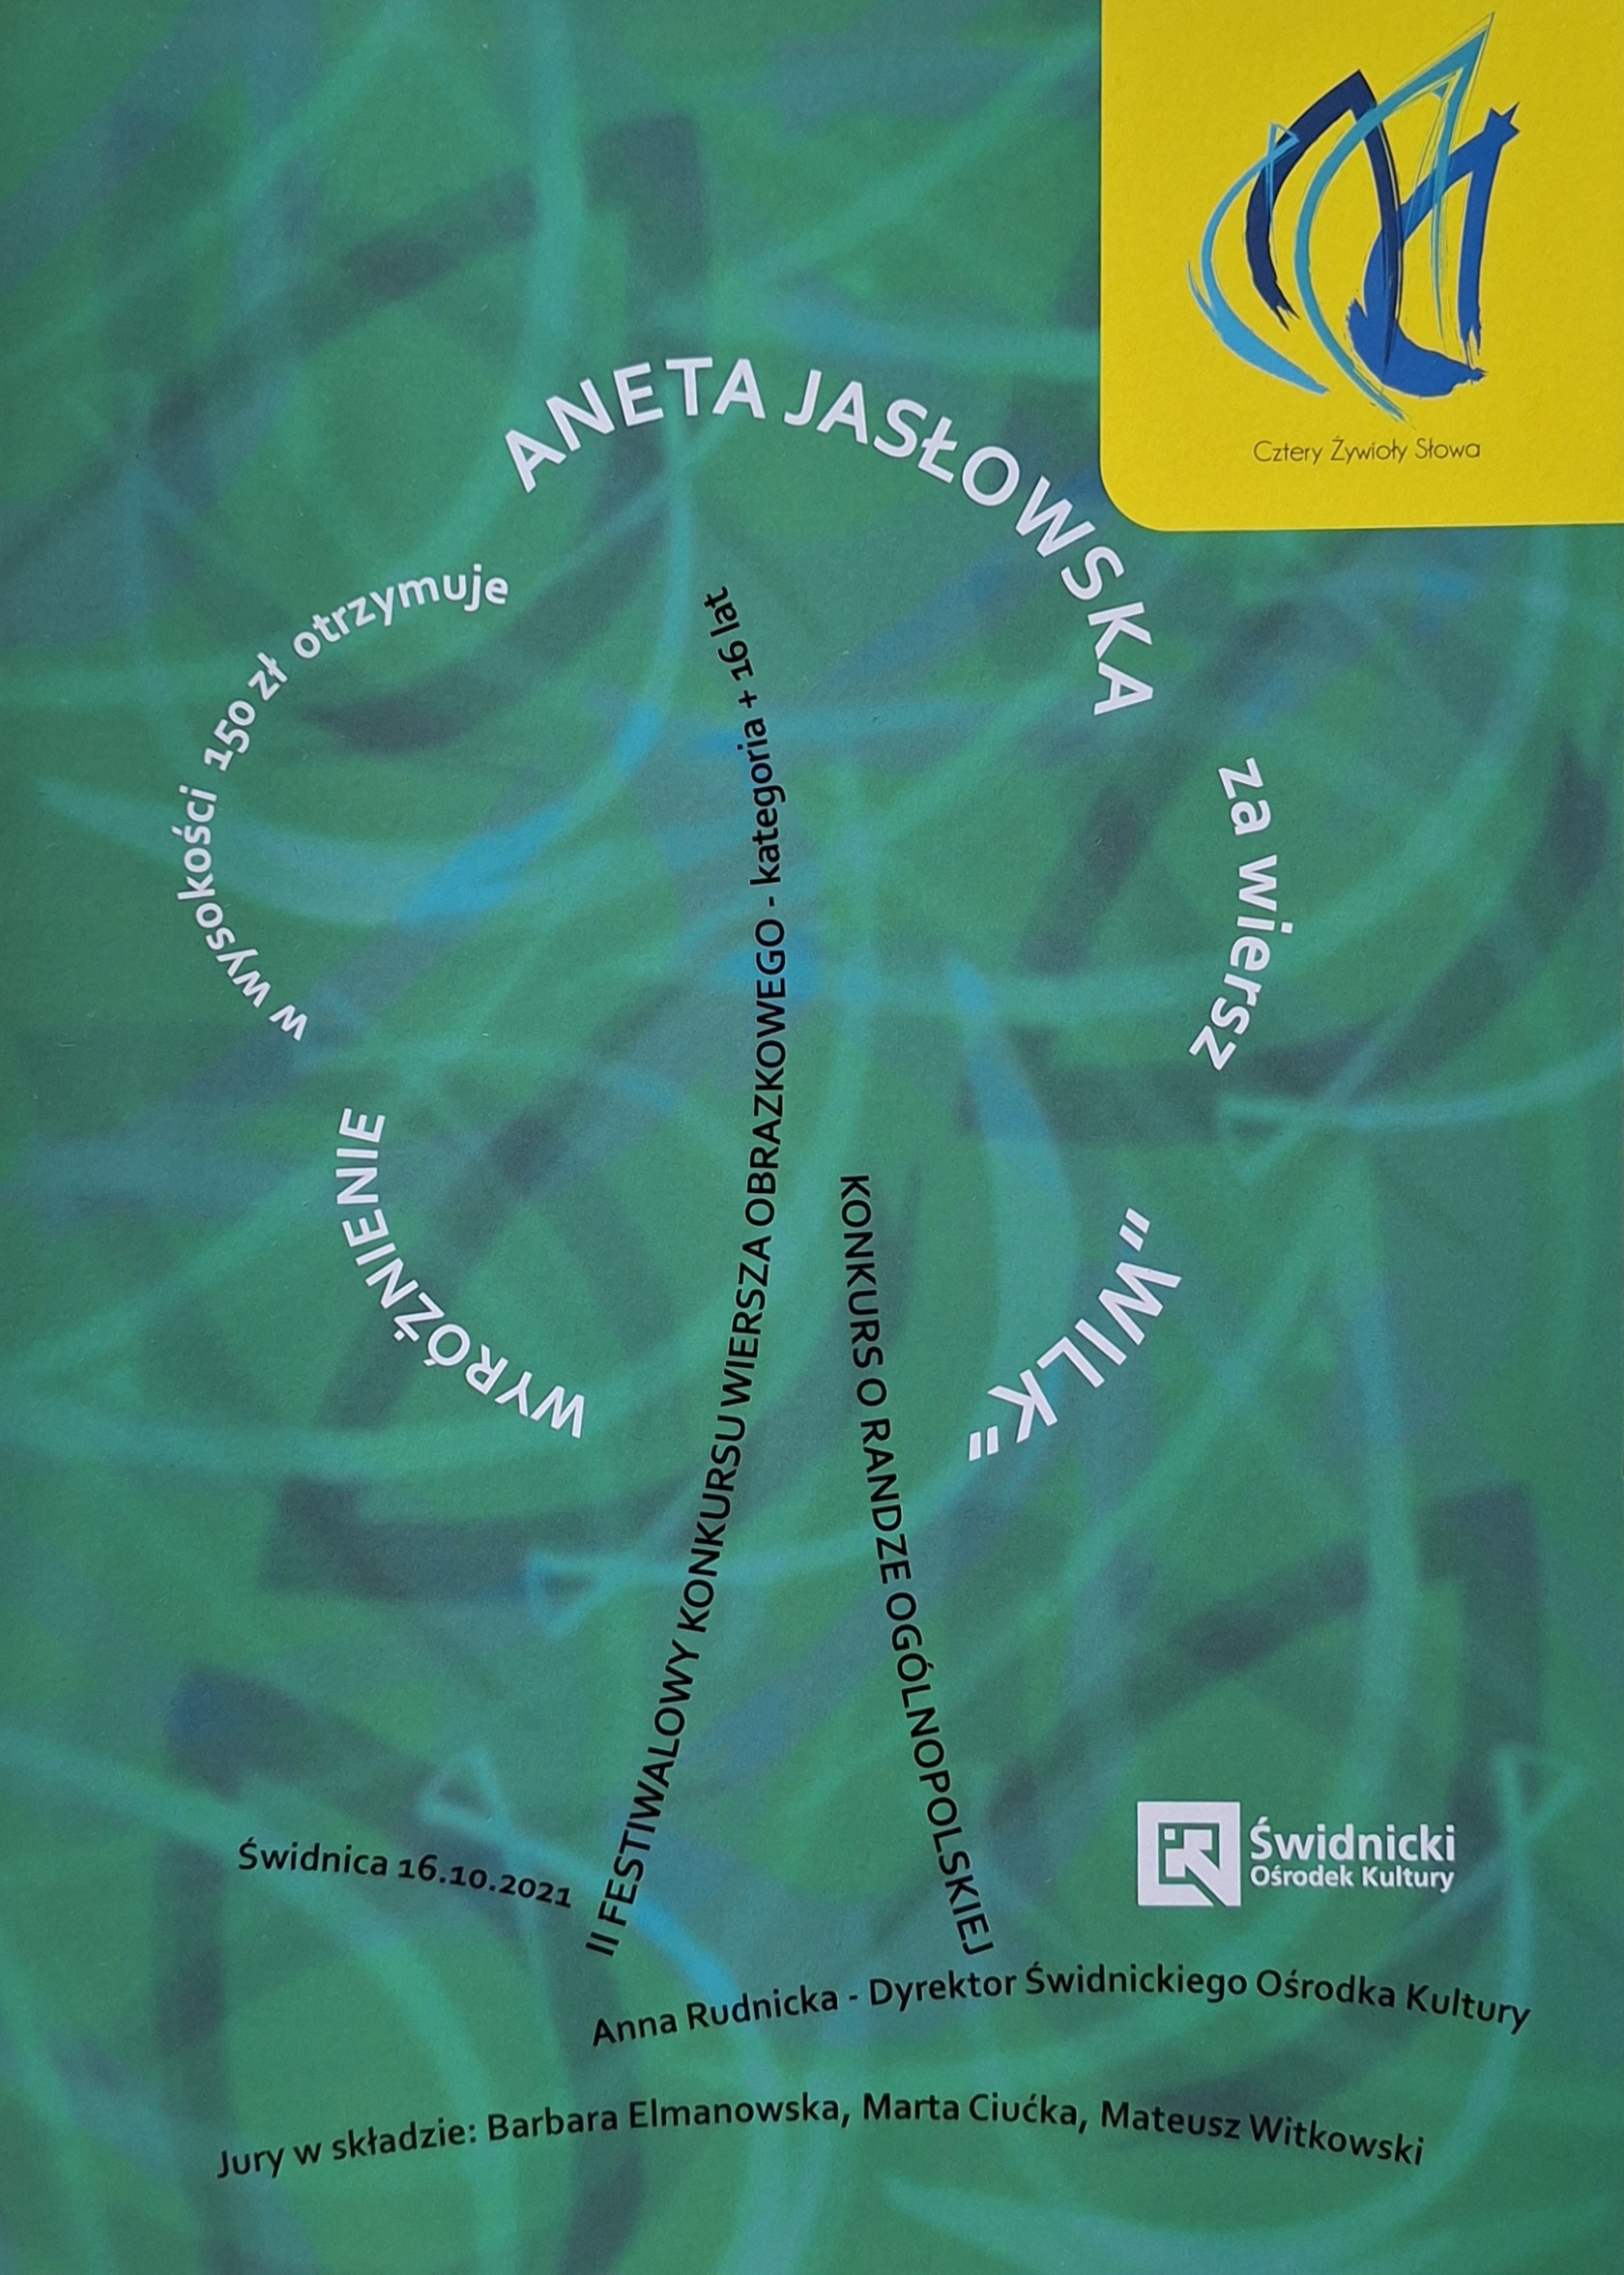 Cztery Żywioły Słowa
WYRÓŻNIENIE
w wysokości 150 zł otrzymuje
ANETA JASŁOWSKA
za wiersz
"WILK"
II FESTIWALOWY KONKURSU WIERSZA OBRAZKOWEGO - kategoria + 16 lat
KONKURS O RANDZE OGÓLNOPOLSKIEJ
Świdnica 16.10.2021
Świdnicki
Ośrodek Kultury
Anna Rudnicka - Dyrektor Świdnickiego Ośrodka Kultury
Jury w składzie: Barbara Elmanowska, Marta Ciućka, Mateusz Witkowski